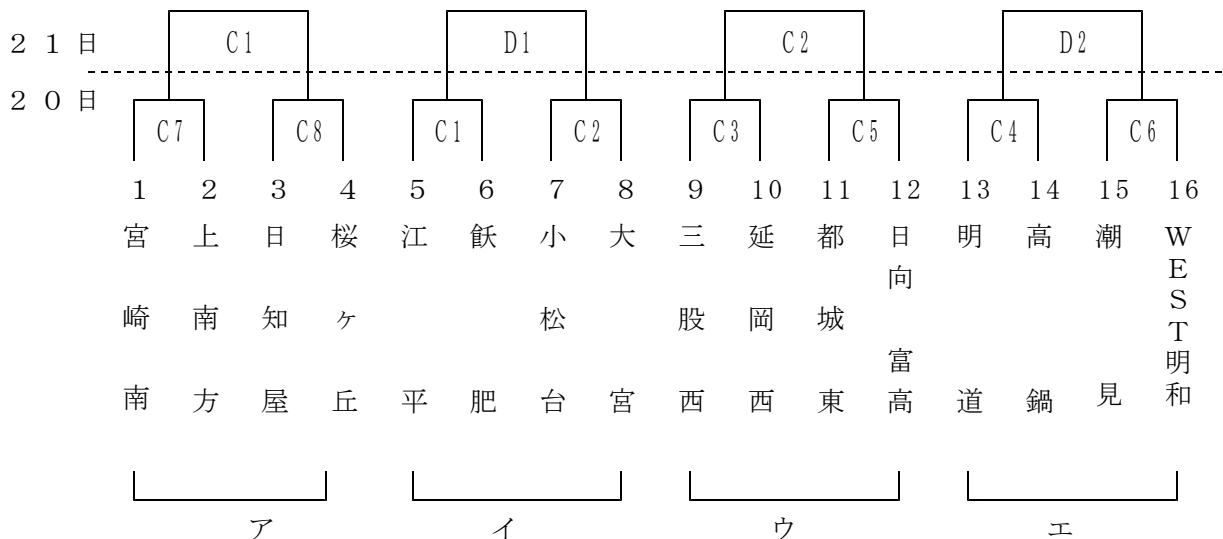 21日 C1 D1 C2 D2
20日
C7 C8 C1 C2 C3 C5 C4 C6
1 2 3 4 5 6 7 8 9 10 11 12 13 14 15 16
宮崎南
上南方
日知屋
桜ヶ丘
江平
飫肥
小松台
大宮
三股西
延岡西
都城東
日向富高
明道
高鍋
潮見
WEST明和
ア イ ウ エ